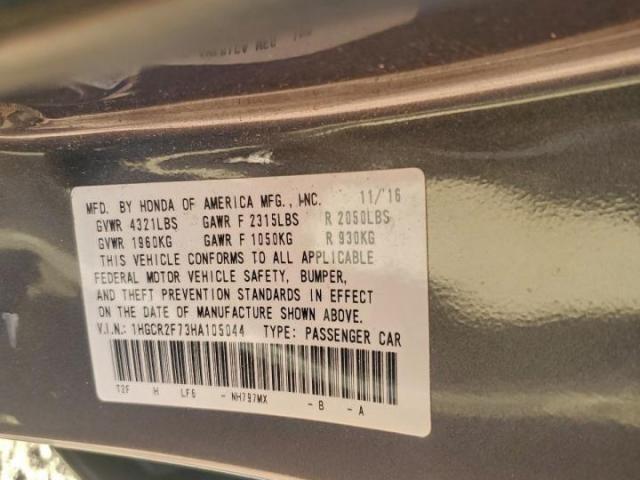 MFD. BY HONDA OF AMERICA MFG., INC. 11/'16
GVWR 4321LBS GAWR F 2315LBS R 2050LBS
GVWR 1960KG GAWR F 1050KG R 930KG
THIS VEHICLE CONFORMS TO ALL APPLICABLE
FEDERAL MOTOR VEHICLE SAFETY, BUMPER,
AND THEFT PREVENTION STANDARDS IN EFFECT
ON THE DATE OF MANUFACTURE SHOWN ABOVE.
V.I.N.: 1HGCR2F73HA105044 TYPE: PASSENGER CAR
T2F H LF6 - NH797MX - B - A